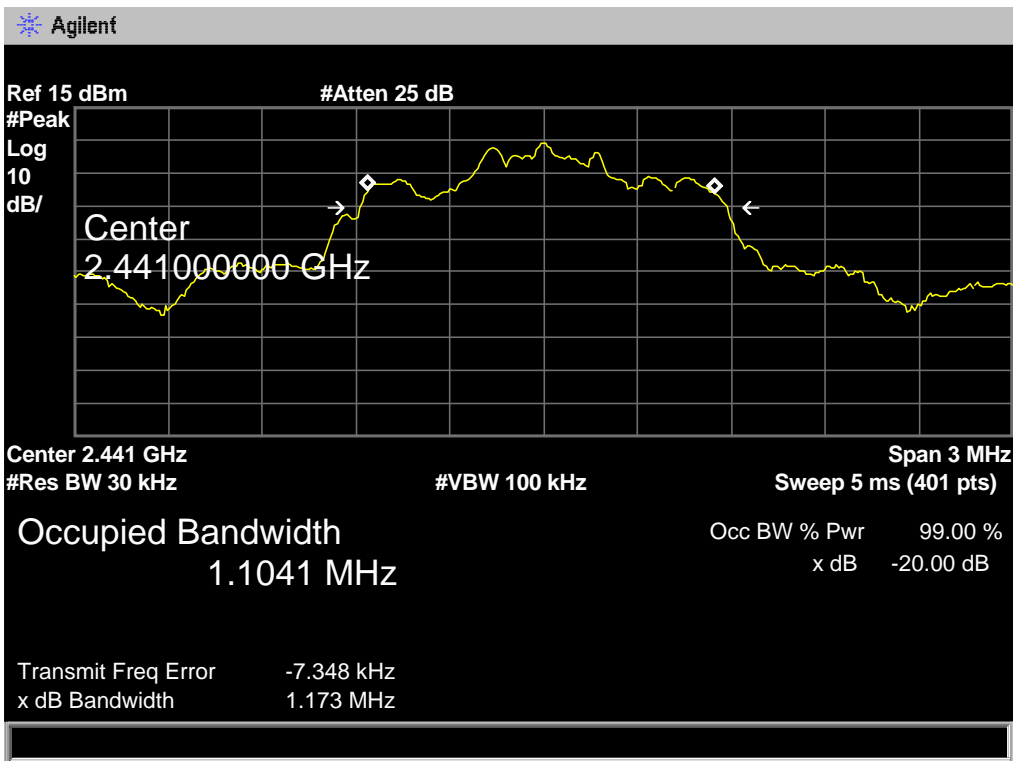 Agilent
Ref 15 dBm #Atten 25 dB
#Peak
Log
10
dB/
Center
2.441000000 GHz
Center 2.441 GHz Span 3 MHz
#Res BW 30 kHz #VBW 100 kHz Sweep 5 ms (401 pts)
Occupied Bandwidth Occ BW % Pwr 99.00 %
1.1041 MHz x dB -20.00 dB
Transmit Freq Error -7.348 kHz
x dB Bandwidth 1.173 MHz